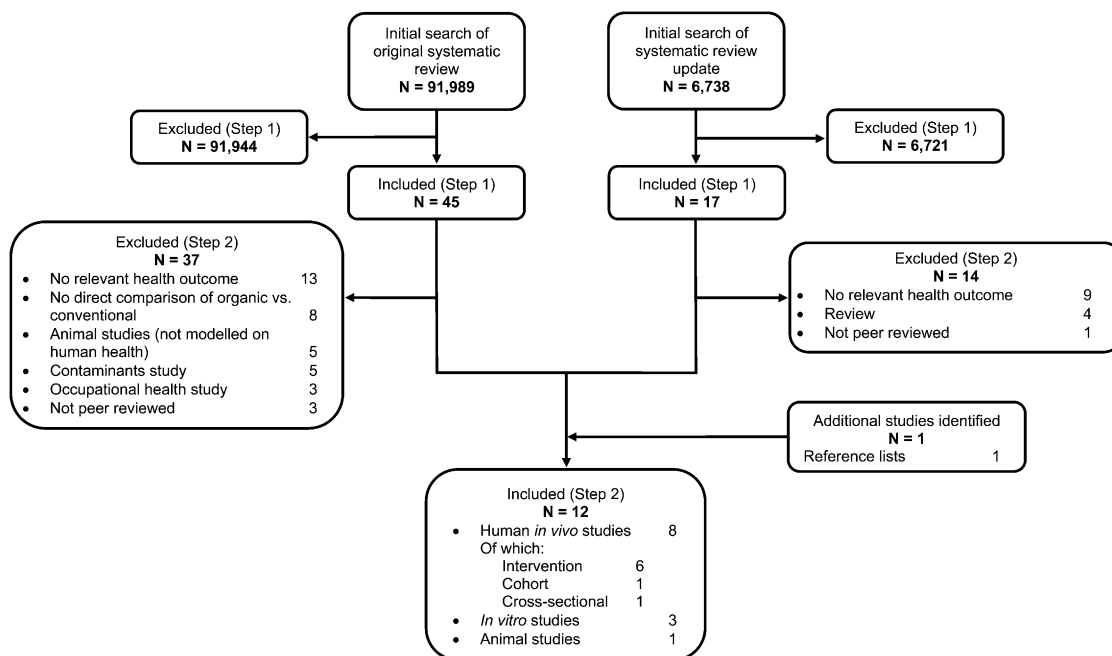 Initial search of
original systematic
review
N = 91,989
Initial search of
systematic review
update
N = 6,738
Excluded (Step 1)
N = 91,944
Excluded (Step 1)
N = 6,721
Included (Step 1)
N = 45
Included (Step 1)
N = 17
Excluded (Step 2)
N = 37
• No relevant health outcome 13
• No direct comparison of organic vs.
conventional 8
• Animal studies (not modelled on
human health) 5
• Contaminants study 5
• Occupational health study 3
• Not peer reviewed 3
Excluded (Step 2)
N = 14
• No relevant health outcome 9
• Review 4
• Not peer reviewed 1
Additional studies identified
N = 1
Reference lists 1
Included (Step 2)
N = 12
• Human in vivo studies 8
Of which:
Intervention 6
Cohort 1
Cross-sectional 1
• In vitro studies 3
• Animal studies 1